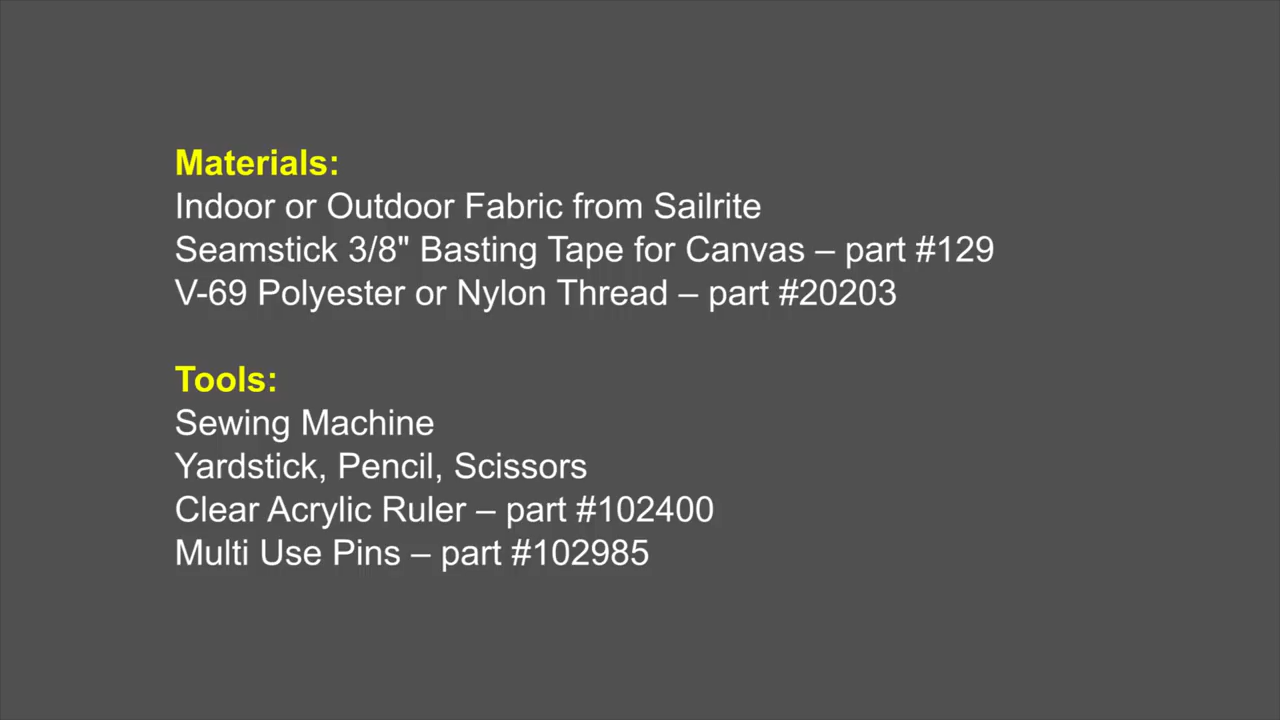 Materials:
Indoor or Outdoor Fabric from Sailrite
Seamstick 3/8" Basting Tape for Canvas – part #129
V-69 Polyester or Nylon Thread – part #20203
Tools:
Sewing Machine
Yardstick, Pencil, Scissors
Clear Acrylic Ruler – part #102400
Multi Use Pins – part #102985